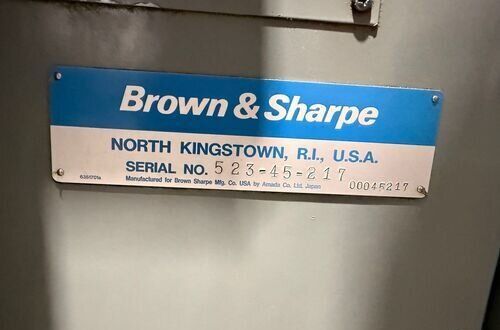 Brown & Sharpe
NORTH KINGSTOWN, R.I., U.S.A.
SERIAL NO. 523-45-217
6351701a Manufactured for Brown Sharpe Mfg. Co. USA by Amada Co. Ltd. Japan 00045217